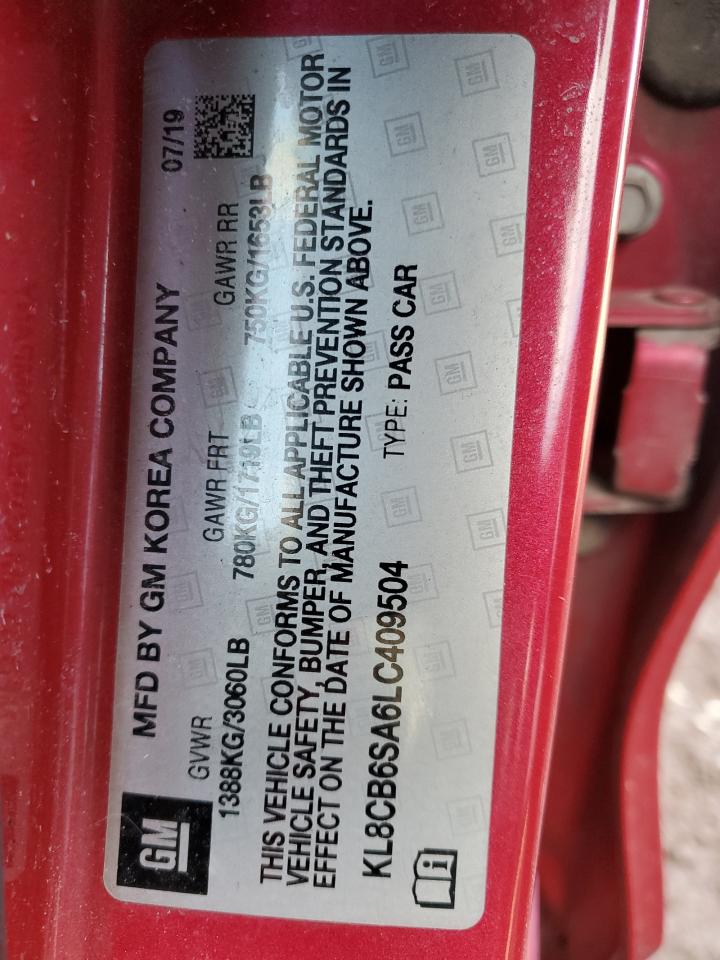 GM
MFD BY GM KOREA COMPANY
07/19
GVWR
GAWR FRT
GAWR RR
1388KG/3060LB
780KG/1719LB
750KG/1653LB
THIS VEHICLE CONFORMS TO ALL APPLICABLE U.S. FEDERAL MOTOR
VEHICLE SAFETY, BUMPER, AND THEFT PREVENTION STANDARDS IN
EFFECT ON THE DATE OF MANUFACTURE SHOWN ABOVE.
KL8CB6SA6LC409504
TYPE: PASS CAR